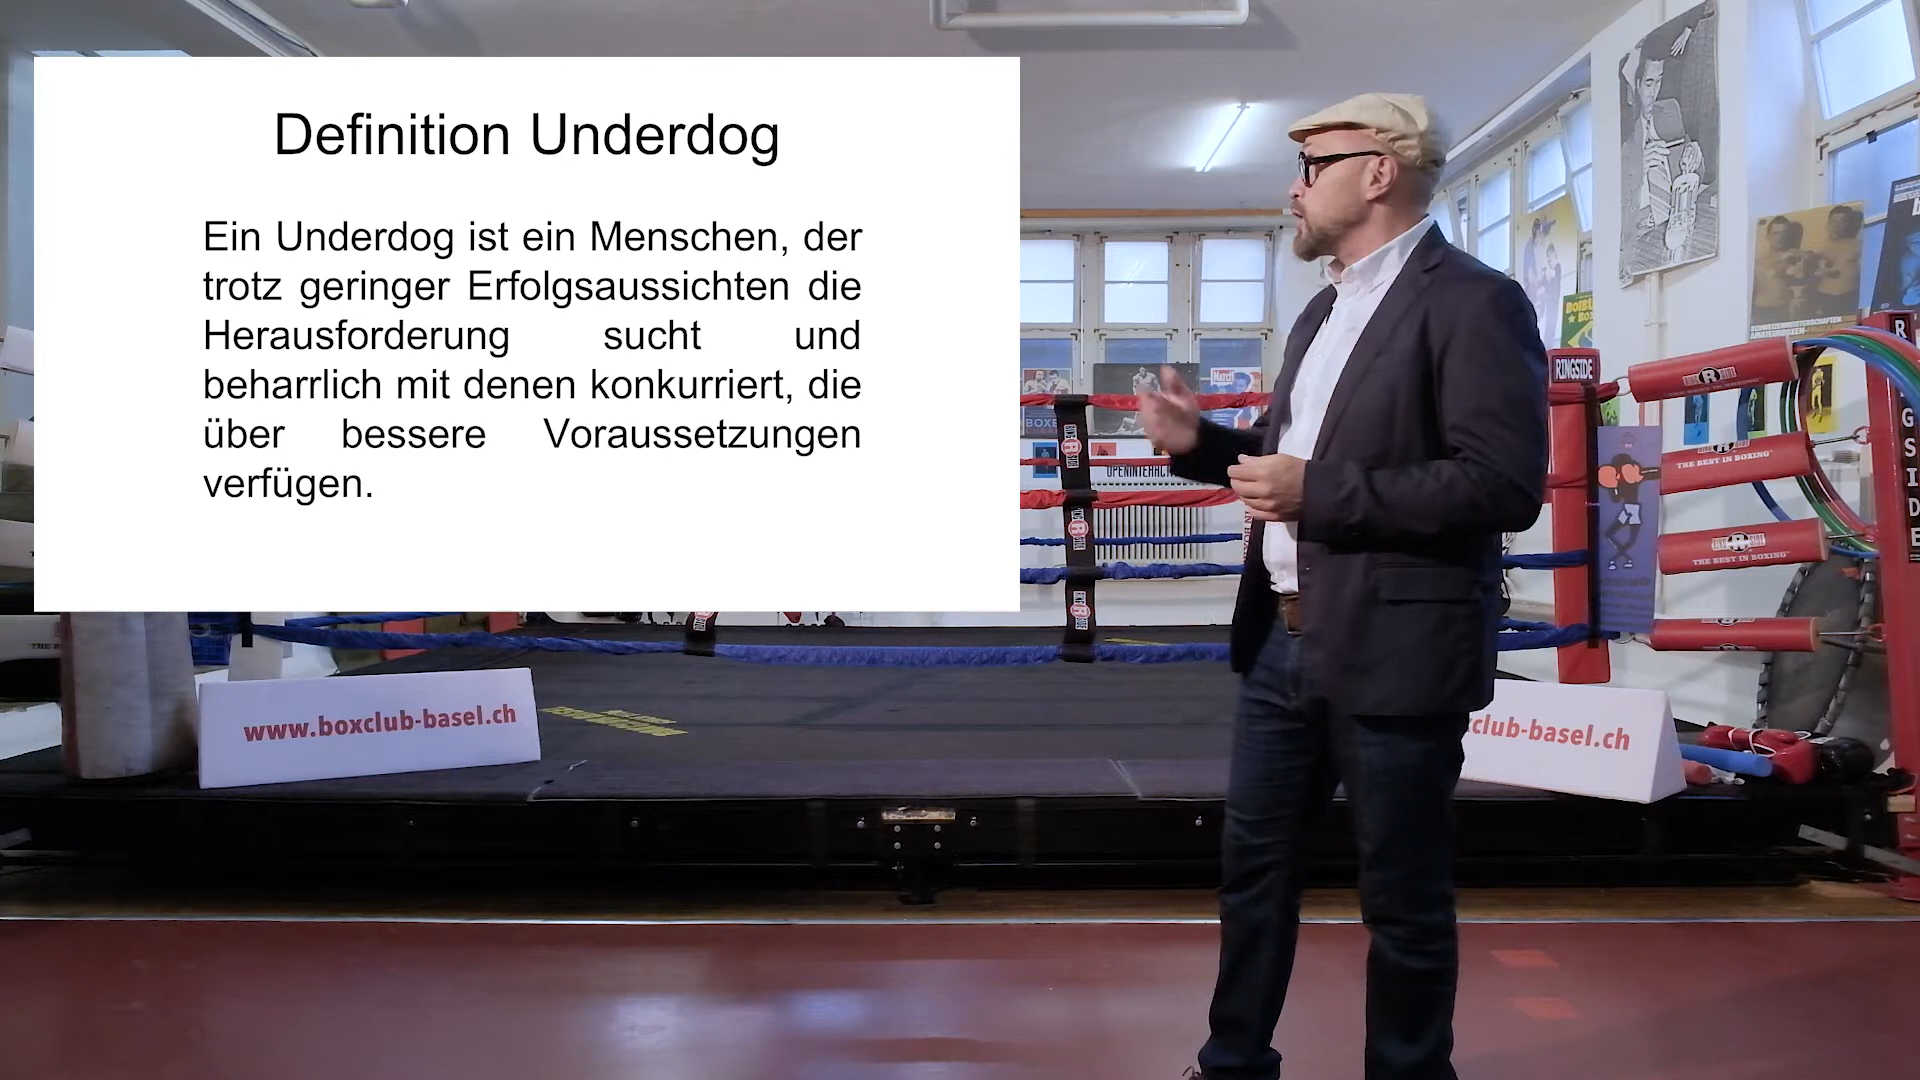 Definition Underdog
Ein Underdog ist ein Menschen, der
trotz geringer Erfolgsaussichten die
Herausforderung sucht und
beharrlich mit denen konkurriert, die
über bessere Voraussetzungen
verfügen.
RINGSIDE
THE BEST IN BOXING
THE BEST IN BOXING
www.boxclub-basel.ch
club-basel.ch